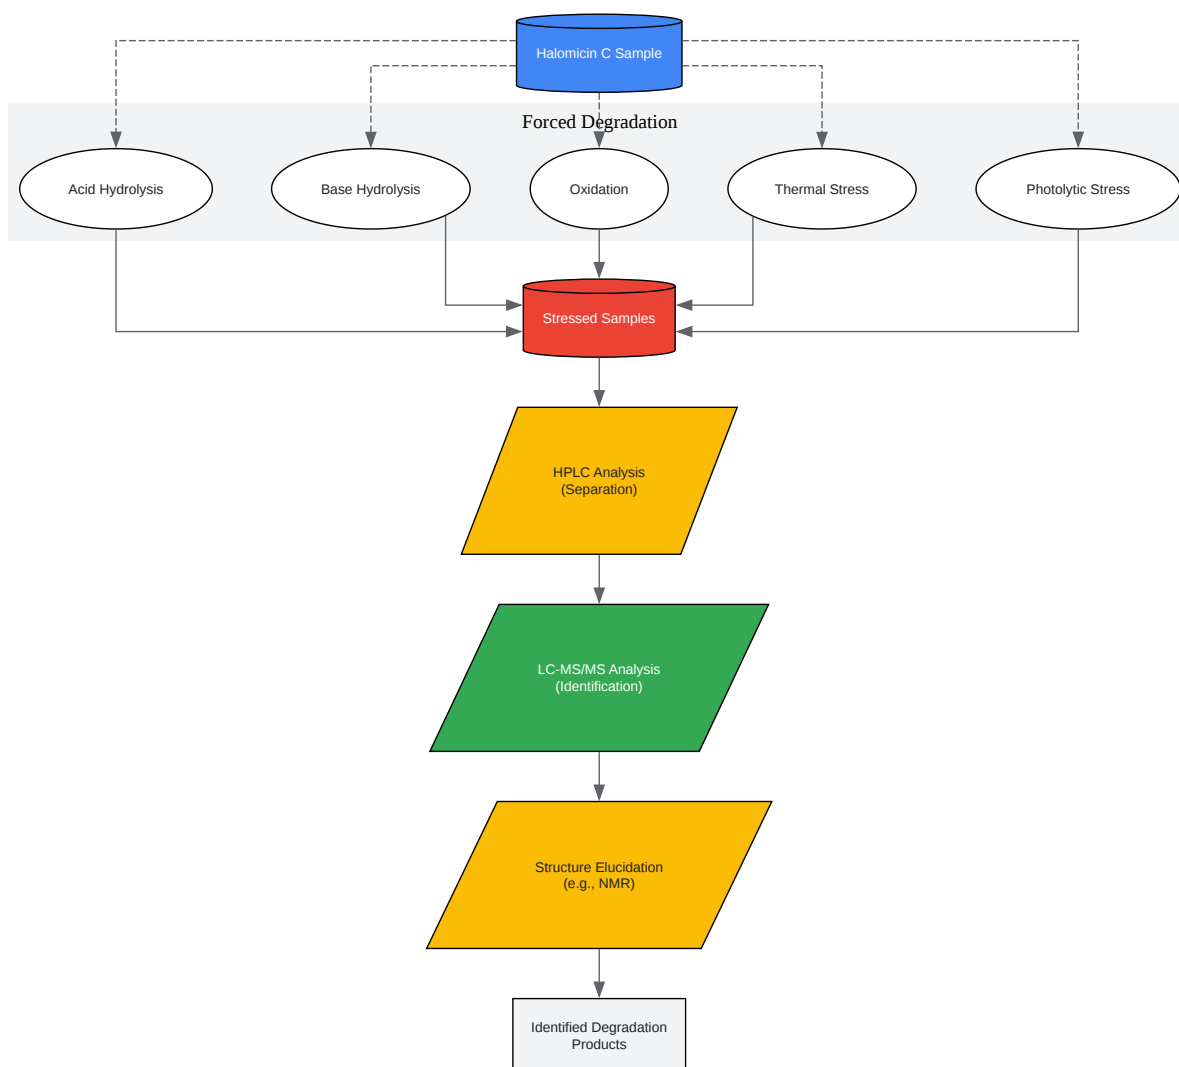 Halomicin C Sample
Forced Degradation
Acid Hydrolysis
Base Hydrolysis
Oxidation
Thermal Stress
Photolytic Stress
Stressed Samples
HPLC Analysis
(Separation)
LC-MS/MS Analysis
(Identification)
Structure Elucidation
(e.g., NMR)
Identified Degradation
Products